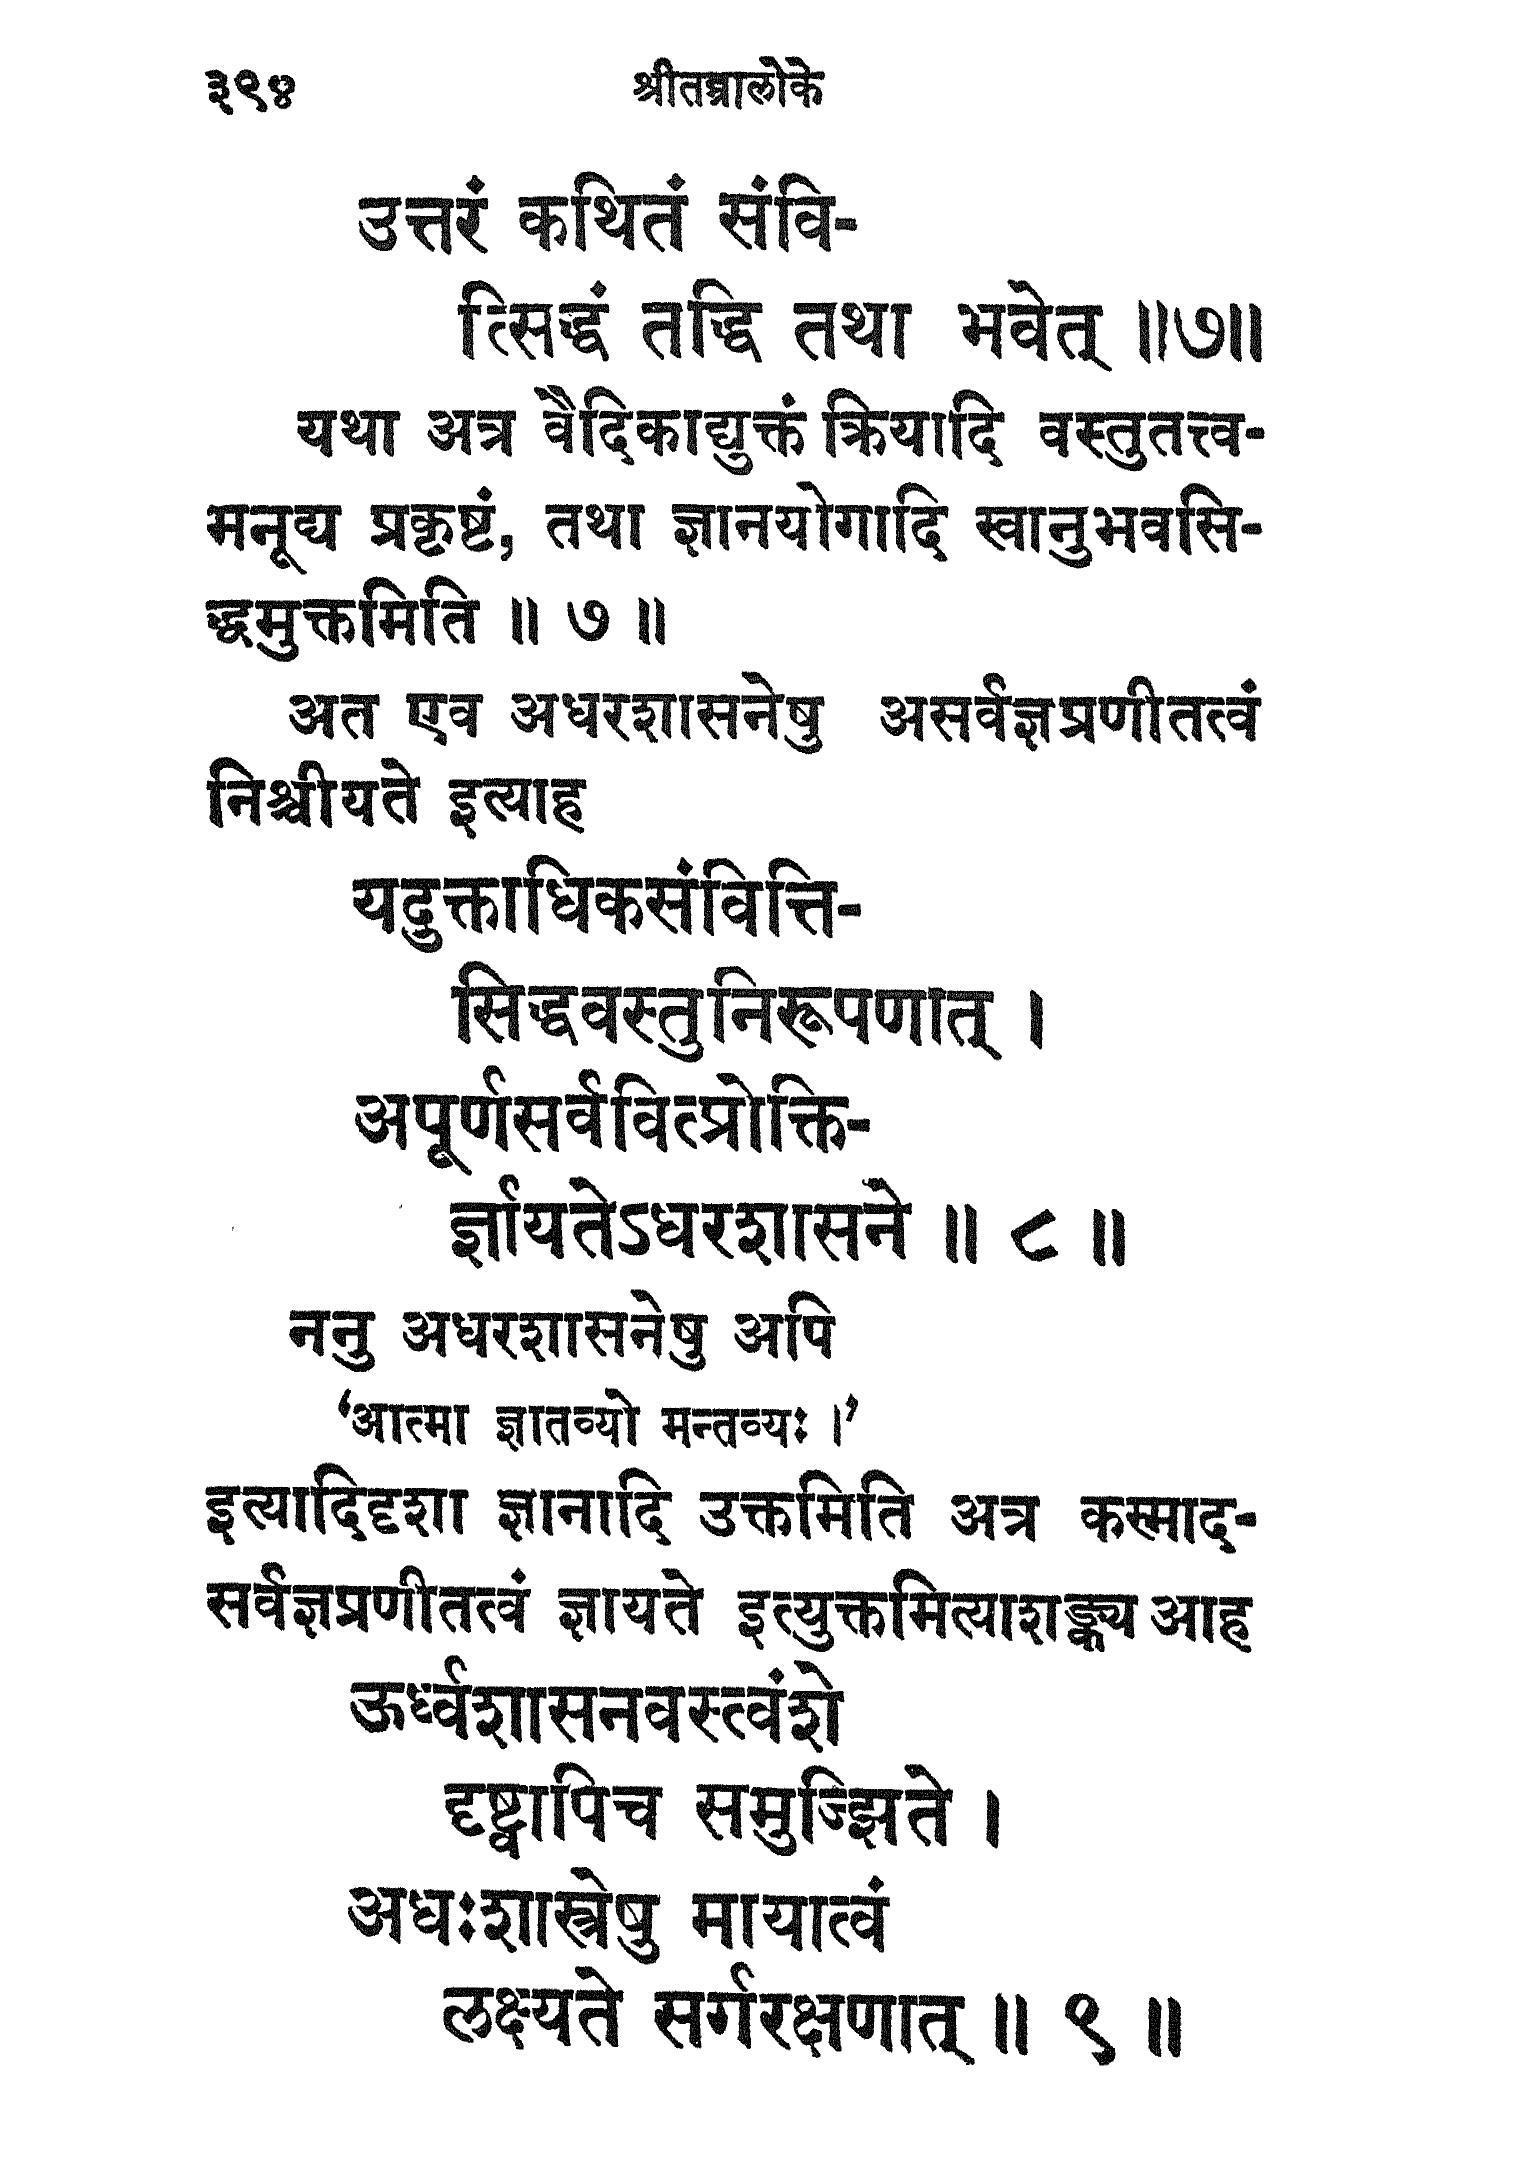 ३९४ श्रीतन्त्रालोके
उत्तरं कथितं संवि-
त्सिद्धं तद्धि तथा भवेत् ॥७॥
यथा अत्र वैदिकाद्युक्तं क्रियादि वस्तुतत्त्व-
मनूद्य प्रकृष्टं, तथा ज्ञानयोगादि स्वानुभवसि-
द्धमुक्तमिति ॥ ७ ॥
अत एव अधरशासनेषु असर्वज्ञप्रणीतत्वं
निश्चीयते इत्याह
यदुक्ताधिकसंवित्ति-
सिद्धवस्तुनिरूपणात् ।
अपूर्णसर्ववित्प्रोक्ति-
र्ज्ञायतेऽधरशासने ॥ ८ ॥
ननु अधरशासनेषु अपि
‘आत्मा ज्ञातव्यो मन्तव्यः ।’
इत्यादिदृशा ज्ञानादि उक्तमिति अत्र कस्माद-
सर्वज्ञप्रणीतत्वं ज्ञायते इत्युक्तमित्याशङ्क्य आह
ऊर्ध्वशासनवस्त्वंशे
दृष्ट्वापिच समुज्झिते ।
अधःशास्त्रेषु मायात्वं
लक्ष्यते सर्गरक्षणात् ॥ ९ ॥